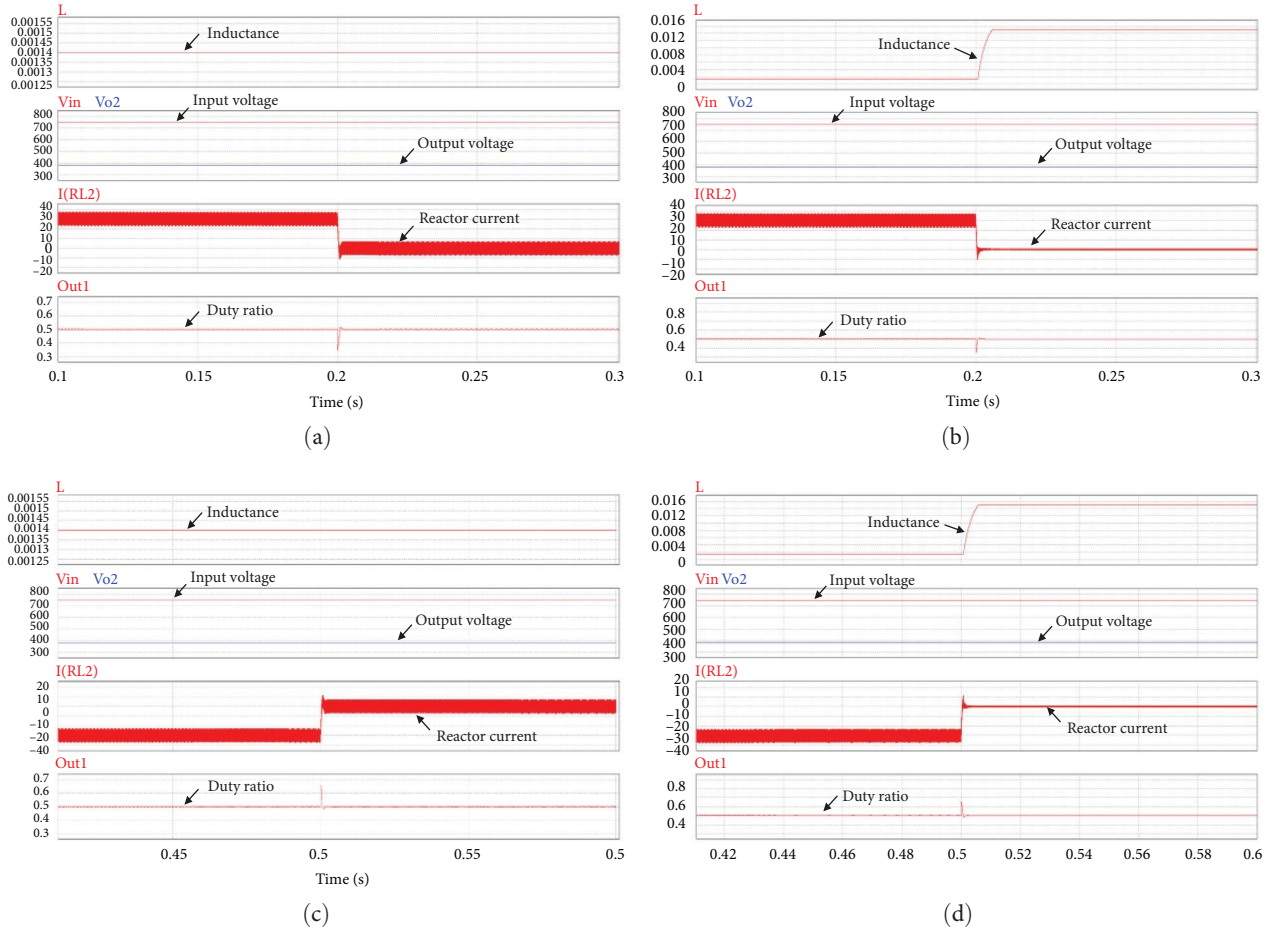 L
0.00155
0.0015
0.00145
0.0014
0.00135
0.0013
0.00125
Inductance
Vin Vo2
800
700
600
500
400
300
Input voltage
Output voltage
I(RL2)
40
30
20
10
0
−10
−20
Reactor current
Out1
0.7
0.6
0.5
0.4
0.3
Duty ratio
0.1 0.15 0.2 0.25 0.3
Time (s)
(a)
L
0.016
0.012
0.008
0.004
0
Inductance
Vin Vo2
800
700
600
500
400
300
Input voltage
Output voltage
I(RL2)
40
30
20
10
0
−10
−20
Reactor current
Out1
0.8
0.6
0.4
Duty ratio
0.1 0.15 0.2 0.25 0.3
Time (s)
(b)
L
0.00155
0.0015
0.00145
0.0014
0.00135
0.0013
0.00125
Inductance
Vin Vo2
800
700
600
500
400
300
Input voltage
Output voltage
I(RL2)
20
10
0
−10
−20
−40
Reactor current
Out1
0.7
0.6
0.5
0.4
0.3
Duty ratio
0.45 0.5 0.55 0.5
Time (s)
(c)
L
0.016
0.012
0.008
0.004
0
Inductance
Vin Vo2
800
700
600
500
400
300
Input voltage
Output voltage
I(RL2)
20
10
0
−10
−20
−30
−40
Reactor current
Out1
0.8
0.6
0.4
Duty ratio
0.42 0.44 0.46 0.48 0.5 0.52 0.54 0.56 0.58 0.6
(d)